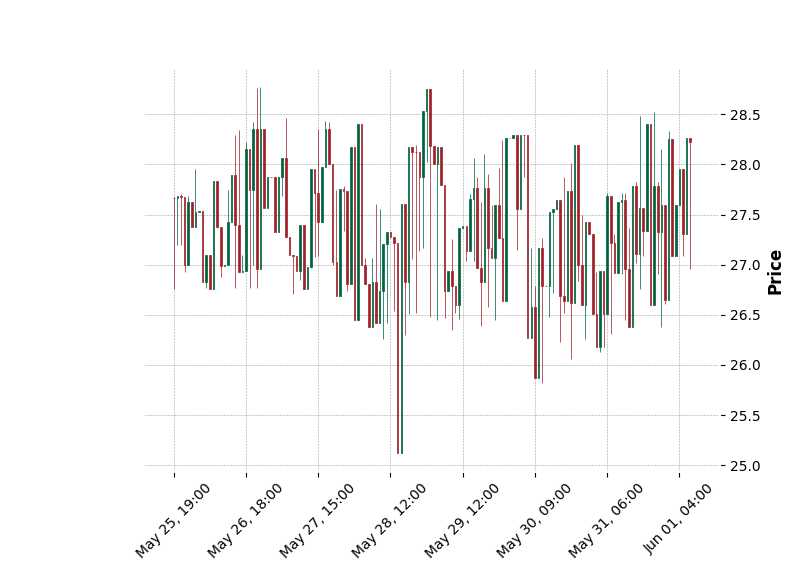 28.5
28.0
27.5
27.0
26.5
26.0
25.5
25.0
Price
May 25, 19:00
May 26, 18:00
May 27, 15:00
May 28, 12:00
May 29, 12:00
May 30, 09:00
May 31, 06:00
Jun 01, 04:00